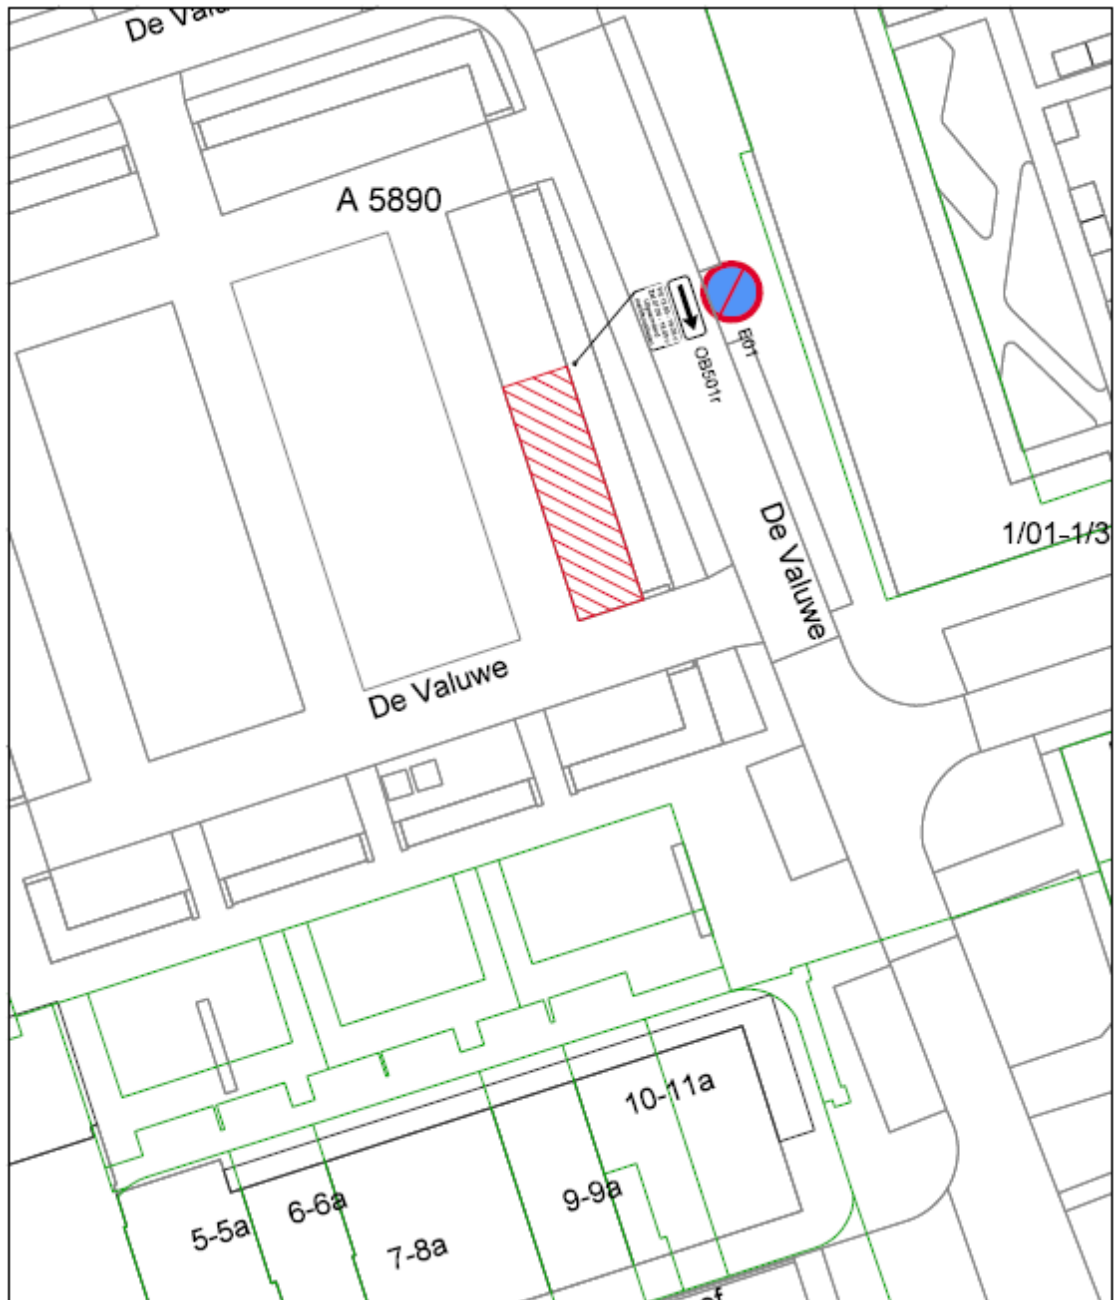 De Valu
A 5890
E01
OB501r
De Valuwe
1/01-1/3
De Valuwe
10-11a
9-9a
6-6a
5-5a
7-8a